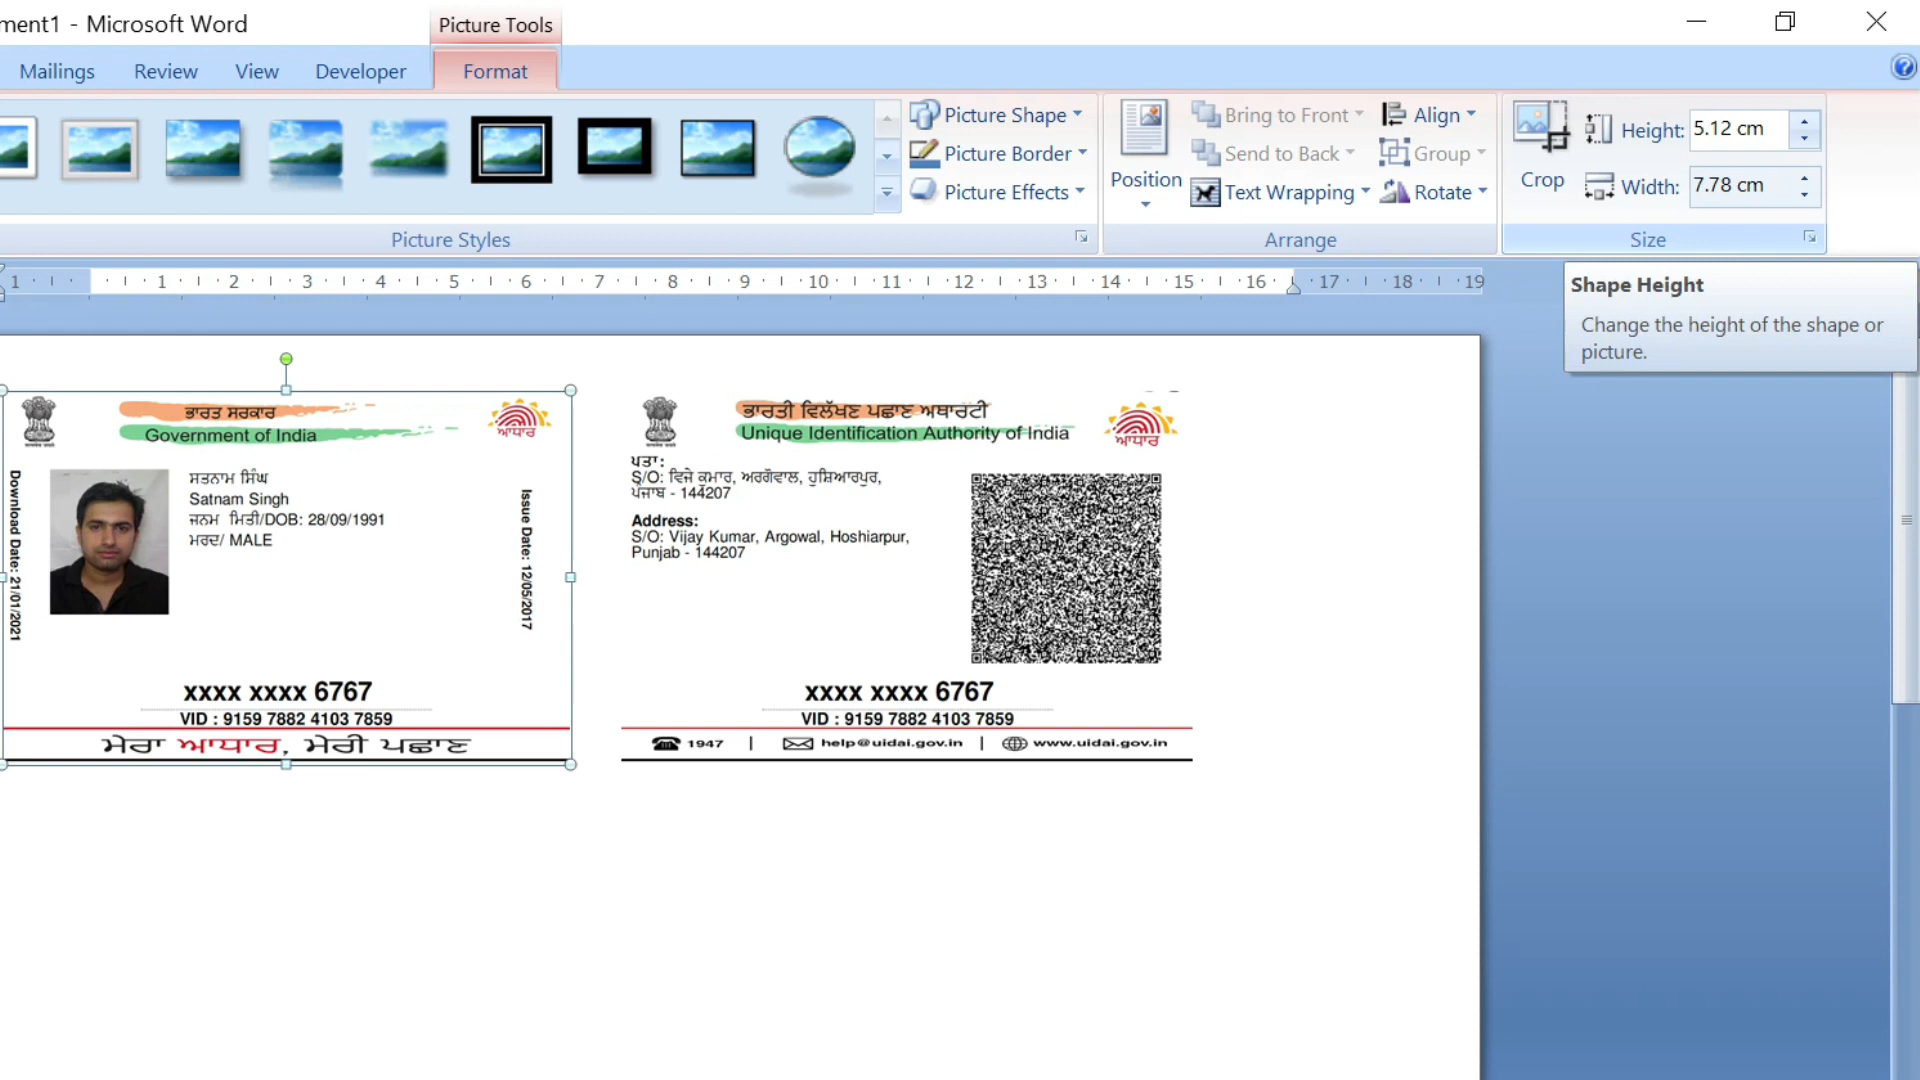 ment1 - Microsoft Word
Picture Tools
Mailings Review View Developer Format
Picture Shape
Picture Border
Picture Effects
Position
Bring to Front
Send to Back
Text Wrapping
Align
Group
Rotate
Crop
Height: 5.12 cm
Width: 7.78 cm
Picture Styles
Arrange
Size
1 1 2 3 4 5 6 7 8 9 10 11 12 13 14 15 16 17 18 19
Shape Height
Change the height of the shape or
picture.
ਭਾਰਤ ਸਰਕਾਰ
Government of India
ਆਧਾਰ
Download Date: 21/01/2021
ਸਤਨਾਮ ਸਿੰਘ
Satnam Singh
ਜਨਮ ਮਿਤੀ/DOB: 28/09/1991
ਮਰਦ/ MALE
Issue Date: 12/05/2017
xxxx xxxx 6767
VID : 9159 7882 4103 7859
ਮੇਰਾ ਆਧਾਰ, ਮੇਰੀ ਪਛਾਣ
ਭਾਰਤੀ ਵਿਲੱਖਣ ਪਛਾਣ ਅਥਾਰਟੀ
Unique Identification Authority of India
ਆਧਾਰ
ਪਤਾ:
S/O: ਵਿਜੇ ਕੁਮਾਰ, ਅਰਗੋਵਾਲ, ਹੁਸ਼ਿਆਰਪੁਰ,
ਪੰਜਾਬ - 144207
Address:
S/O: Vijay Kumar, Argowal, Hoshiarpur,
Punjab - 144207
xxxx xxxx 6767
VID : 9159 7882 4103 7859
1947 | help@uidai.gov.in | www.uidai.gov.in